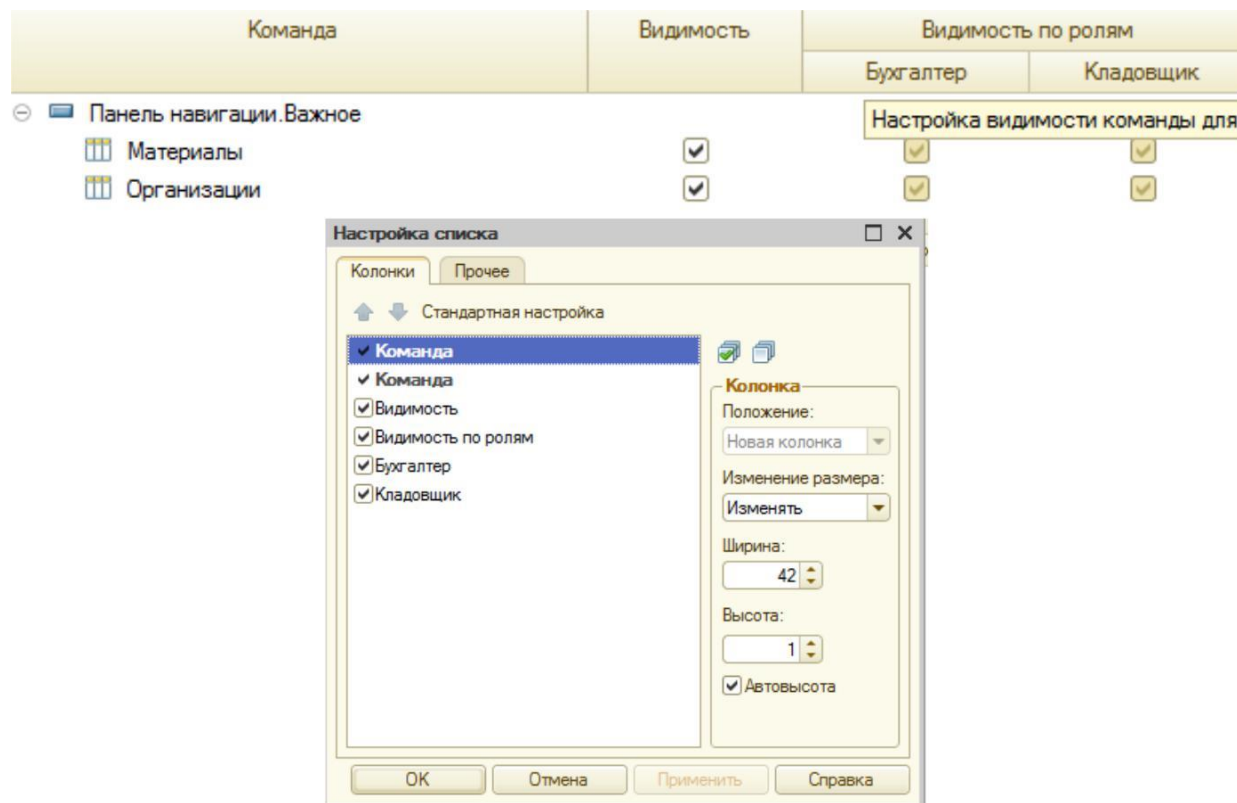 Команда Видимость Видимость по ролям
Бухгалтер Кладовщик
Панель навигации.Важное
Настройка видимости команды для
Материалы
Организации
Настройка списка
Колонки Прочее
Стандартная настройка
Команда
Команда
Видимость
Видимость по ролям
Бухгалтер
Кладовщик
Колонка
Положение:
Новая колонка
Изменение размера:
Изменять
Ширина:
42
Высота:
1
Автовысота
OK Отмена Применить Справка